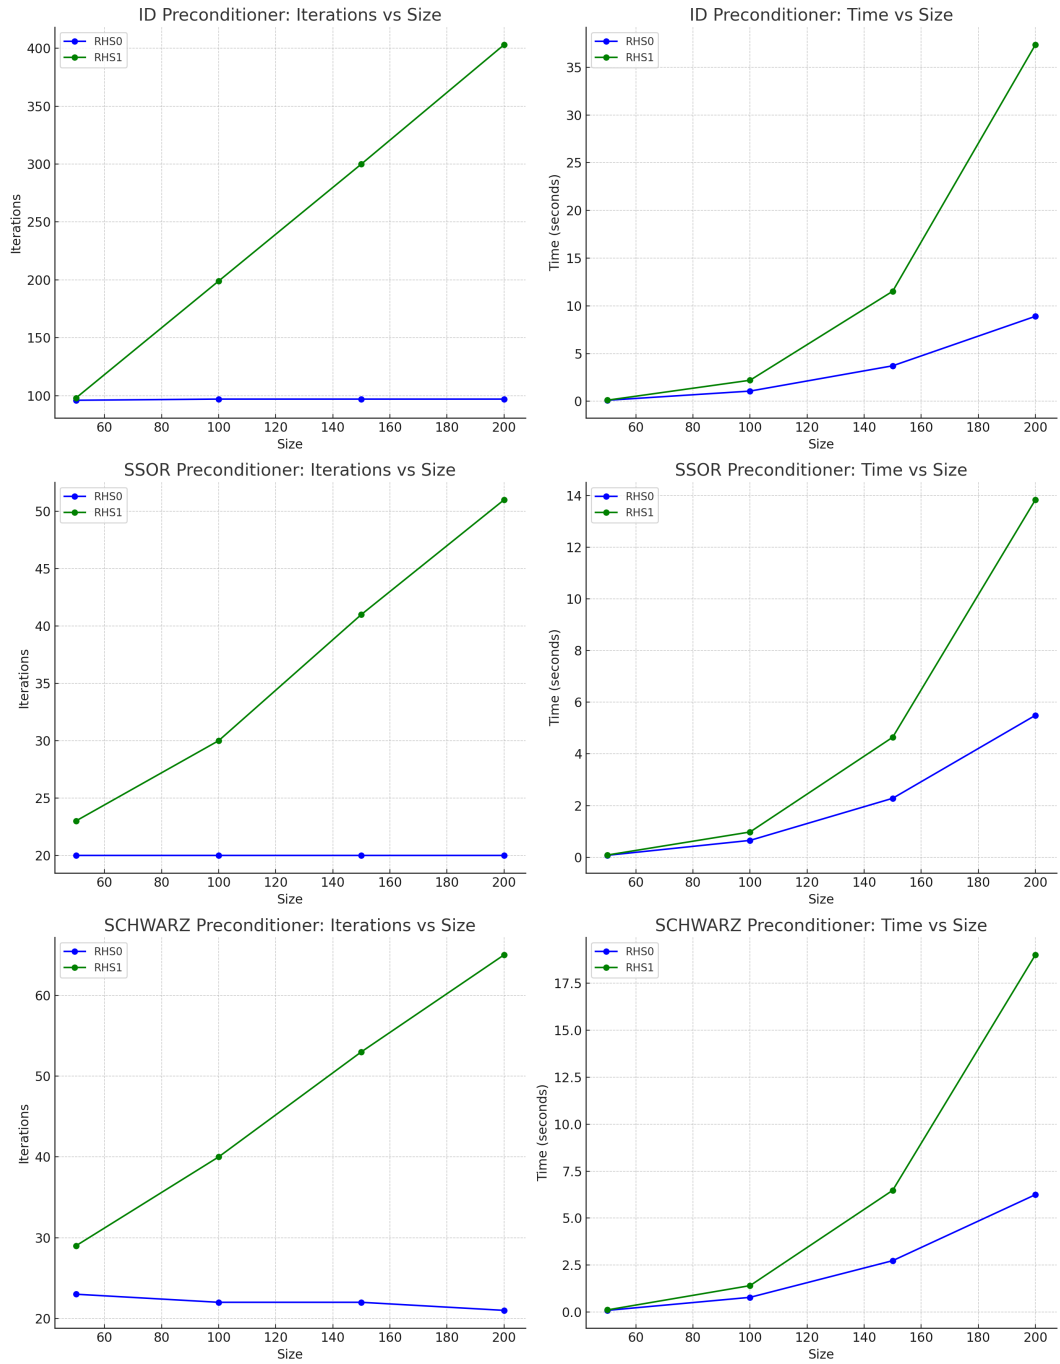 ID Preconditioner: Iterations vs Size
RHS0
RHS1
400
350
300
250
200
150
100
Iterations
60 80 100 120 140 160 180 200
Size
ID Preconditioner: Time vs Size
RHS0
RHS1
35
30
25
20
15
10
5
0
Time (seconds)
60 80 100 120 140 160 180 200
Size
SSOR Preconditioner: Iterations vs Size
RHS0
RHS1
50
45
40
35
30
25
20
Iterations
60 80 100 120 140 160 180 200
Size
SSOR Preconditioner: Time vs Size
RHS0
RHS1
14
12
10
8
6
4
2
0
Time (seconds)
60 80 100 120 140 160 180 200
Size
SCHWARZ Preconditioner: Iterations vs Size
RHS0
RHS1
60
50
40
30
20
Iterations
60 80 100 120 140 160 180 200
Size
SCHWARZ Preconditioner: Time vs Size
RHS0
RHS1
17.5
15.0
12.5
10.0
7.5
5.0
2.5
0.0
Time (seconds)
60 80 100 120 140 160 180 200
Size